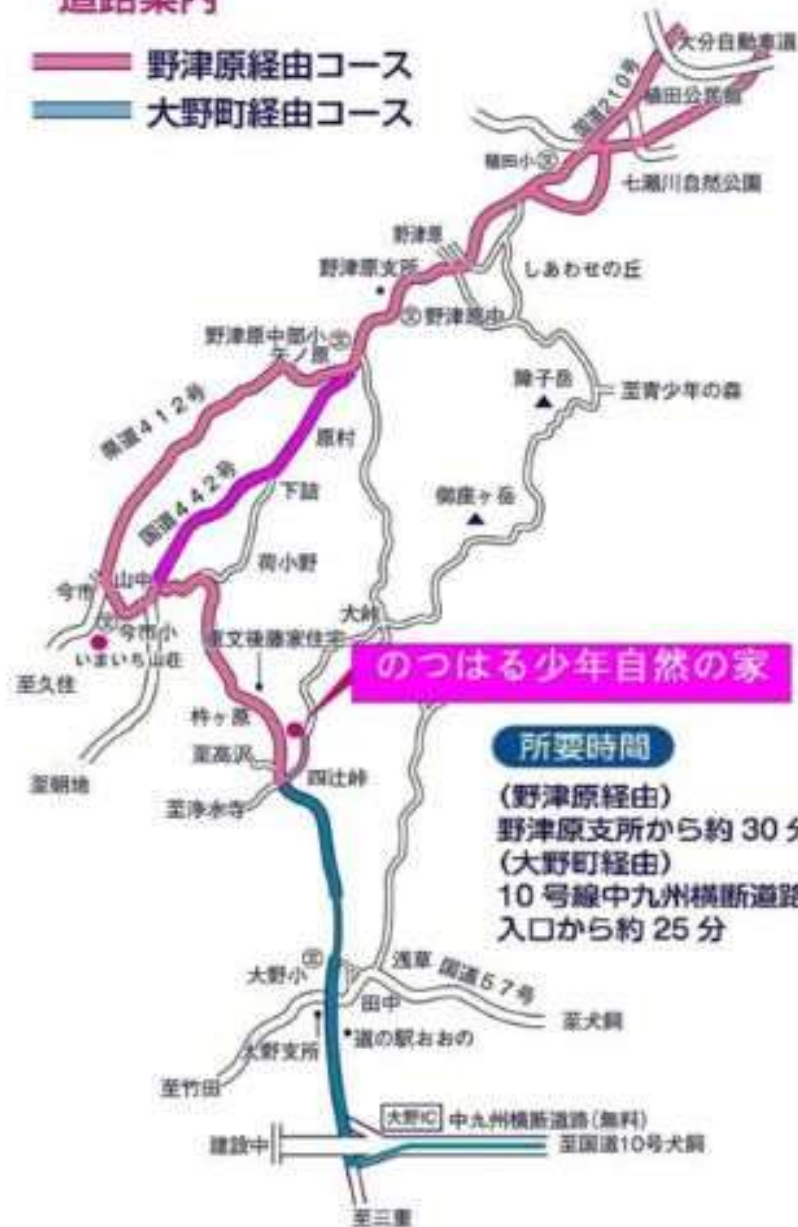 道路案内
野津原経由コース
大野町経由コース
大分自動車道
国道210号
植田公民館
植田小
文
七瀬川自然公園
野津原
しあわせの丘
野津原支所
文 野津原中
野津原中部小
文
矢ノ原
障子岳
至青少年の森
県道412号
原村
国道442号
下詰
御座ヶ岳
荷小野
今市
山中
大峠
文
今市小
いまいち山荘
後藤家住宅
のつはる少年自然の家
至久住
杵ヶ原
所要時間
至高沢
四辻峠
至朝地
至浄水寺
(野津原経由)
野津原支所から約30分
(大野町経由)
10号線中九州横断道路
入口から約25分
文
大野小
浅草
国道57号
田中
至犬飼
大野支所
道の駅おおの
至竹田
大野IC
中九州横断道路(無料)
建設中
至国道10号犬飼
至三重